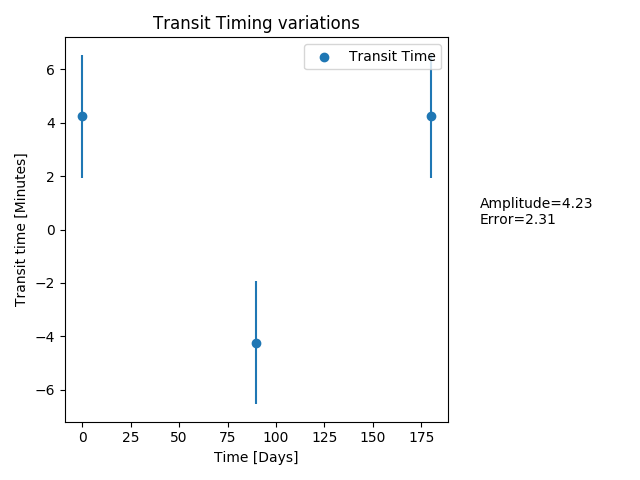 Transit Timing variations
Transit Time
6
4
2
0
−2
−4
−6
Transit time [Minutes]
0 25 50 75 100 125 150 175
Time [Days]
Amplitude=4.23
Error=2.31